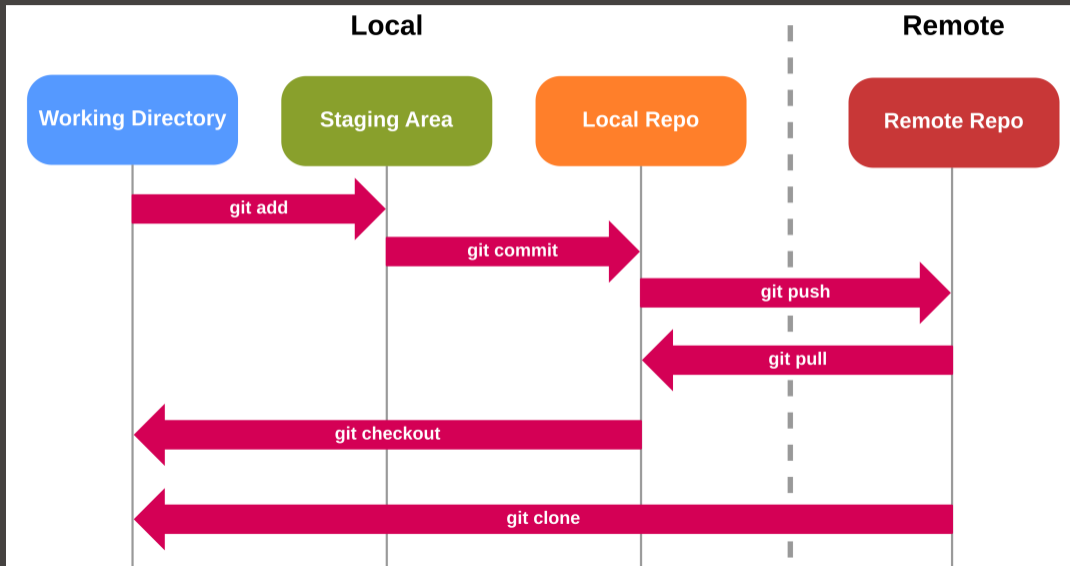 Local
Remote
Working Directory
Staging Area
Local Repo
Remote Repo
git add
git commit
git push
git pull
git checkout
git clone